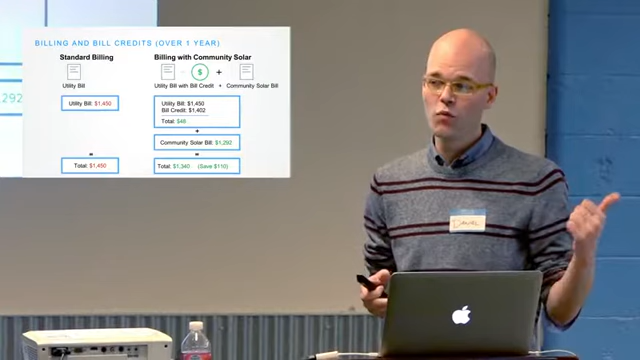 BILLING AND BILL CREDITS (OVER 1 YEAR)
Standard Billing
Billing with Community Solar
$
+
Utility Bill
Utility Bill with Bill Credit + Community Solar Bill
Utility Bill: $1,450
Utility Bill: $1,450
Bill Credit: $1,402
Total: $48
+
Community Solar Bill: $1,292
=
=
Total: $1,450
Total: $1,340 (Save $110)
,292
DANIEL